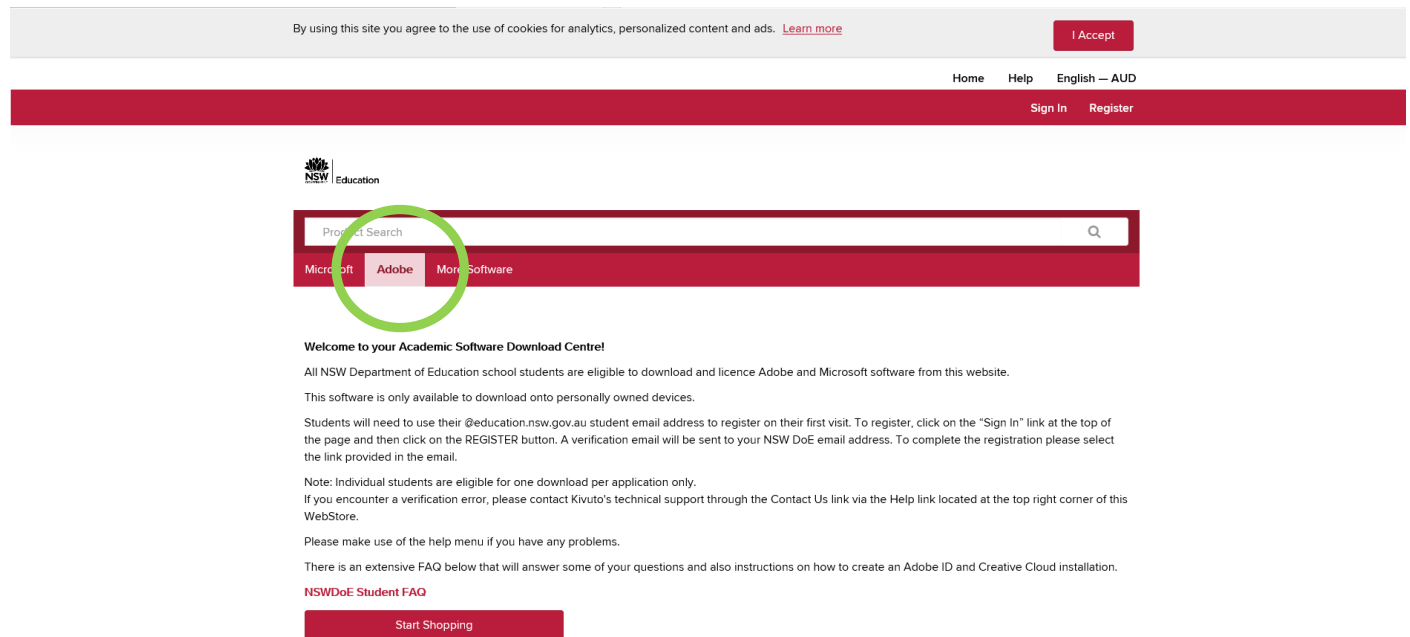 By using this site you agree to the use of cookies for analytics, personalized content and ads. Learn more
I Accept
Home Help English — AUD
Sign In Register
NSW
Education
Product Search
Microsoft Adobe More Software
Welcome to your Academic Software Download Centre!
All NSW Department of Education school students are eligible to download and licence Adobe and Microsoft software from this website.
This software is only available to download onto personally owned devices.
Students will need to use their @education.nsw.gov.au student email address to register on their first visit. To register, click on the “Sign In” link at the top of
the page and then click on the REGISTER button. A verification email will be sent to your NSW DoE email address. To complete the registration please select
the link provided in the email.
Note: Individual students are eligible for one download per application only.
If you encounter a verification error, please contact Kivuto's technical support through the Contact Us link via the Help link located at the top right corner of this
WebStore.
Please make use of the help menu if you have any problems.
There is an extensive FAQ below that will answer some of your questions and also instructions on how to create an Adobe ID and Creative Cloud installation.
NSWDoE Student FAQ
Start Shopping